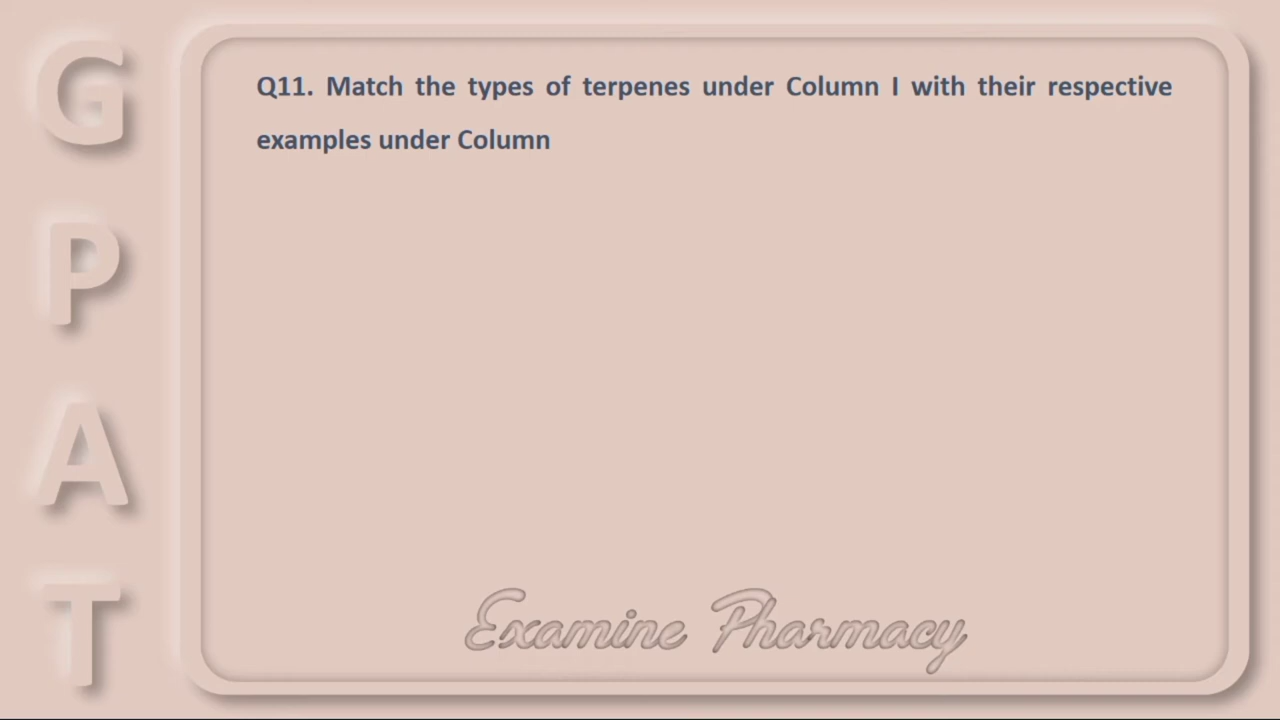 G
P
A
T
Q11. Match the types of terpenes under Column I with their respective
examples under Column
Examine Pharmacy